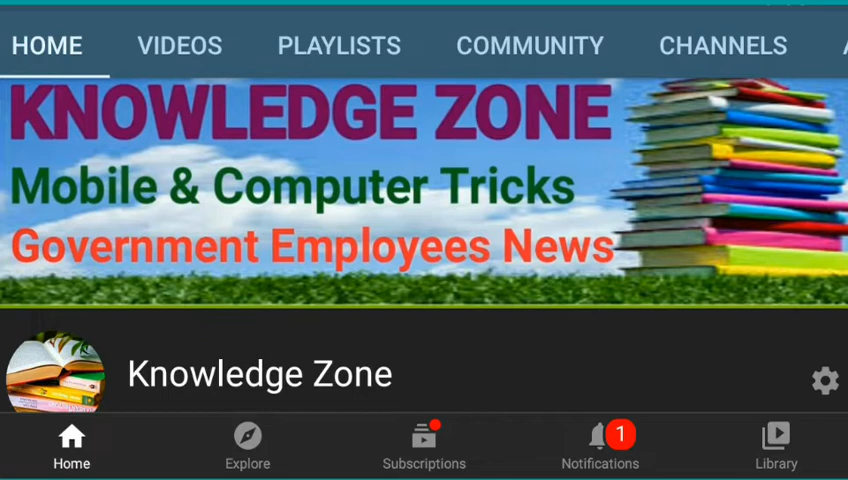 HOME VIDEOS PLAYLISTS COMMUNITY CHANNELS
KNOWLEDGE ZONE
Mobile & Computer Tricks
Government Employees News
Knowledge Zone
1
Home Explore Subscriptions Notifications Library